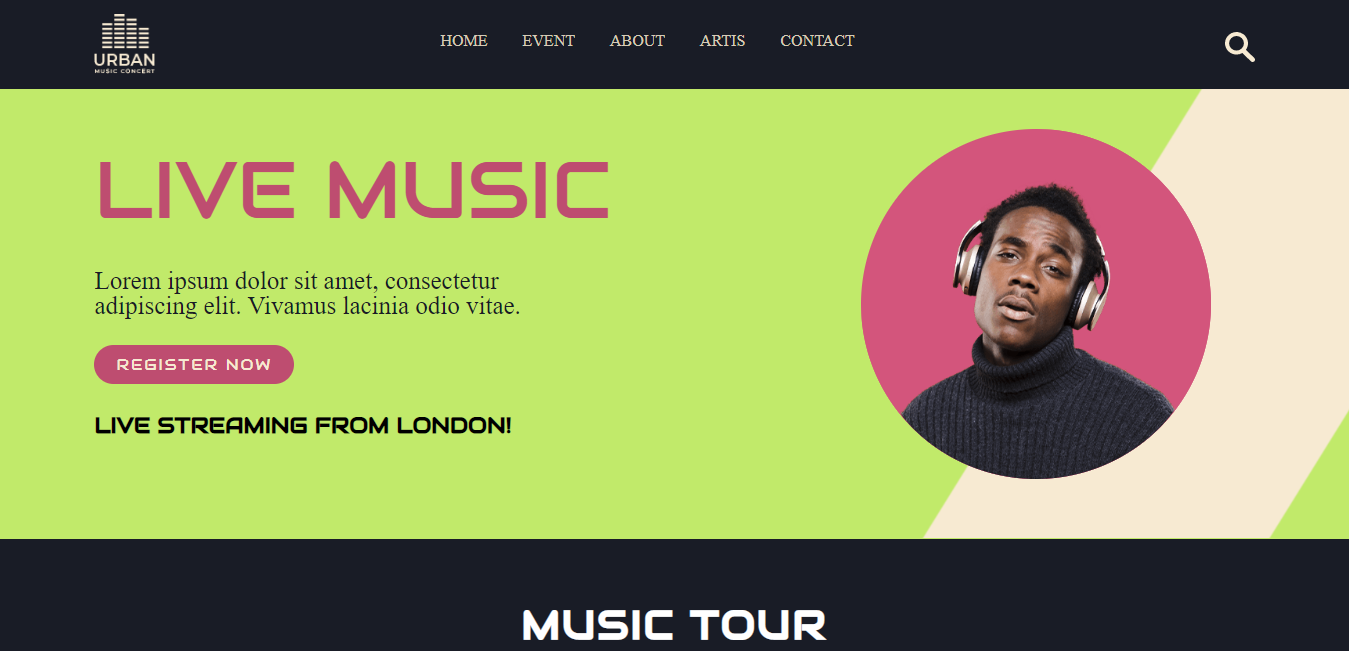 URBAN
MUSIC CONCERT
HOME EVENT ABOUT ARTIS CONTACT
LIVE MUSIC
Lorem ipsum dolor sit amet, consectetur
adipiscing elit. Vivamus lacinia odio vitae.
REGISTER NOW
LIVE STREAMING FROM LONDON!
MUSIC TOUR